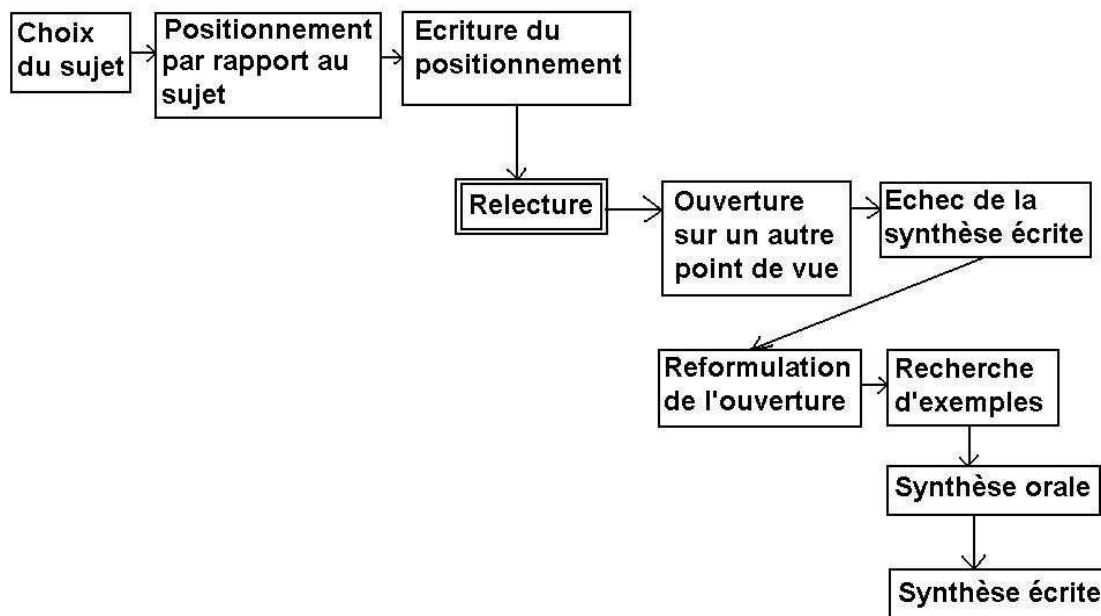 Choix
du sujet
Positionnement
par rapport au
sujet
Ecriture du
positionnement
Relecture
Ouverture
sur un autre
point de vue
Echec de la
synthèse écrite
Reformulation
de l'ouverture
Recherche
d'exemples
Synthèse orale
Synthèse écrite